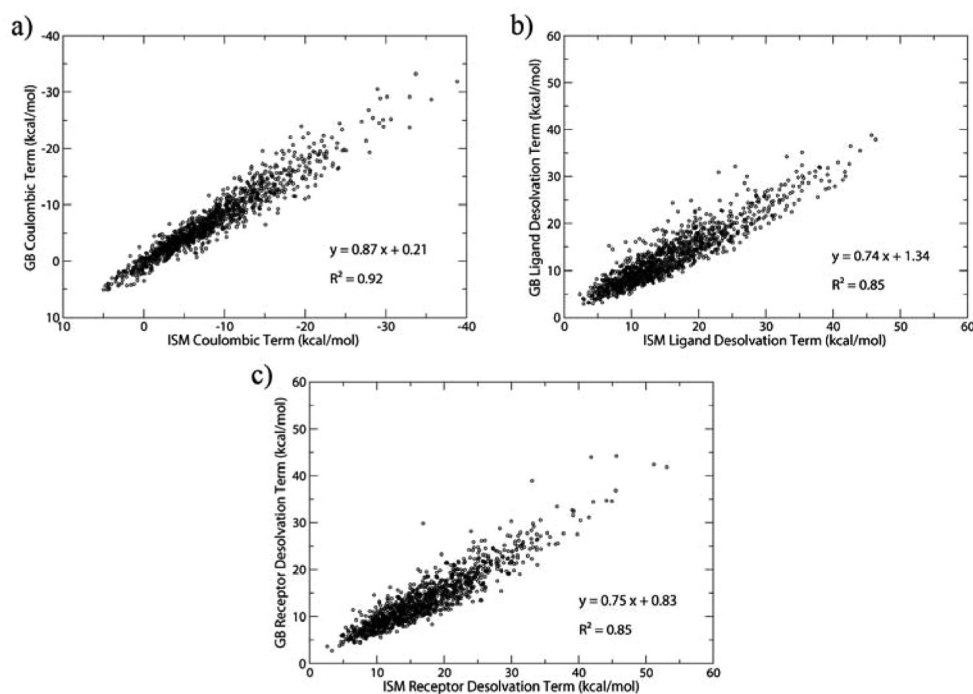 a)
-40
-30
-20
-10
0
10
GB Coulombic Term (kcal/mol)
y = 0.87 x + 0.21
R² = 0.92
10 0 -10 -20 -30 -40
ISM Coulombic Term (kcal/mol)
b)
60
50
40
30
20
10
0
GB Ligand Desolvation Term (kcal/mol)
y = 0.74 x + 1.34
R² = 0.85
0 10 20 30 40 50 60
ISM Ligand Desolvation Term (kcal/mol)
c)
60
50
40
30
20
10
0
GB Receptor Desolvation Term (kcal/mol)
y = 0.75 x + 0.83
R² = 0.85
0 10 20 30 40 50 60
ISM Receptor Desolvation Term (kcal/mol)